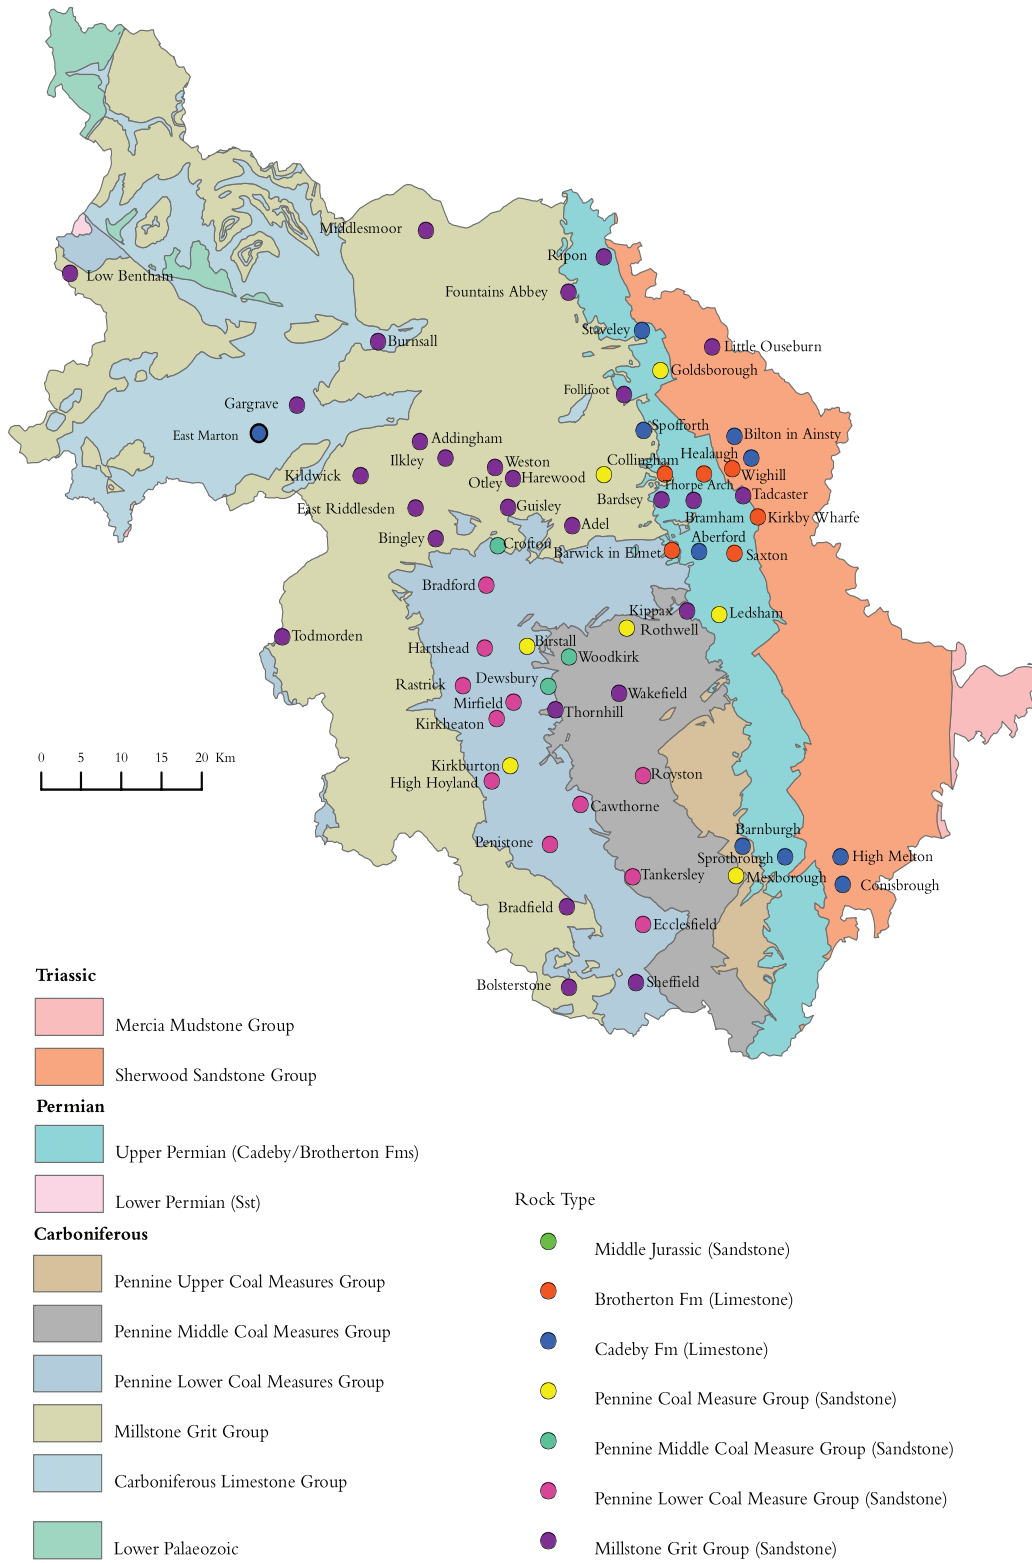 Middlesmoor
Ripon
Low Bentham
Fountains Abbey
Staveley
Burnsall
Little Ouseburn
Goldsborough
Follifoot
Gargrave
East Marton
Spofforth
Bilton in Ainsty
Addingham
Ilkley
Healaugh
Collingham
Weston
Kildwick
Otley
Harewood
Wighill
Thorpe Arch
Tadcaster
Bardsey
East Riddlesden
Guisley
Bramham
Kirkby Wharfe
Adel
Bingley
Crofton
Aberford
Barwick in Elmet
Saxton
Bradford
Kippax
Ledsham
Rothwell
Todmorden
Birstall
Hartshead
Woodkirk
Dewsbury
Rastrick
Wakefield
Mirfield
Thornhill
Kirkheaton
0 5 10 15 20 Km
Kirkburton
Royston
High Hoyland
Cawthorne
Barnburgh
Penistone
Sprotbrough
High Melton
Tankersley
Mexborough
Conisbrough
Bradfield
Ecclesfield
Bolsterstone
Sheffield
Triassic
Mercia Mudstone Group
Sherwood Sandstone Group
Permian
Upper Permian (Cadeby/Brotherton Fms)
Lower Permian (Sst)
Carboniferous
Pennine Upper Coal Measures Group
Pennine Middle Coal Measures Group
Pennine Lower Coal Measures Group
Millstone Grit Group
Carboniferous Limestone Group
Lower Palaeozoic
Rock Type
Middle Jurassic (Sandstone)
Brotherton Fm (Limestone)
Cadeby Fm (Limestone)
Pennine Coal Measure Group (Sandstone)
Pennine Middle Coal Measure Group (Sandstone)
Pennine Lower Coal Measure Group (Sandstone)
Millstone Grit Group (Sandstone)